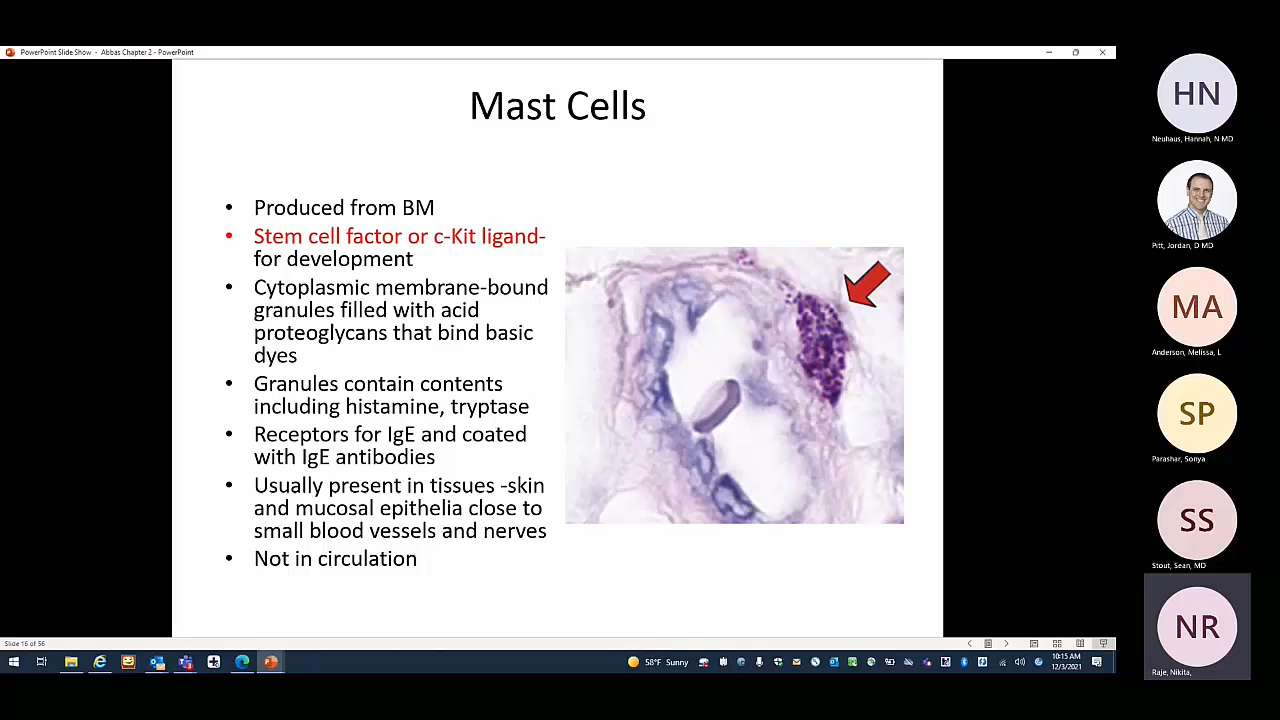 PowerPoint Slide Show - Abbas Chapter 2 - PowerPoint
Mast Cells
• Produced from BM
• Stem cell factor or c-Kit ligand-
for development
• Cytoplasmic membrane-bound
granules filled with acid
proteoglycans that bind basic
dyes
• Granules contain contents
including histamine, tryptase
• Receptors for IgE and coated
with IgE antibodies
• Usually present in tissues -skin
and mucosal epithelia close to
small blood vessels and nerves
• Not in circulation
Slide 16 of 56
58°F Sunny
10:15 AM
12/3/2021
HN
Neuhaus, Hannah, N MD
Pitt, Jordan, D MD
MA
Anderson, Melissa, L
SP
Parashar, Sonya
SS
Stout, Sean, MD
NR
Raje, Nikita,